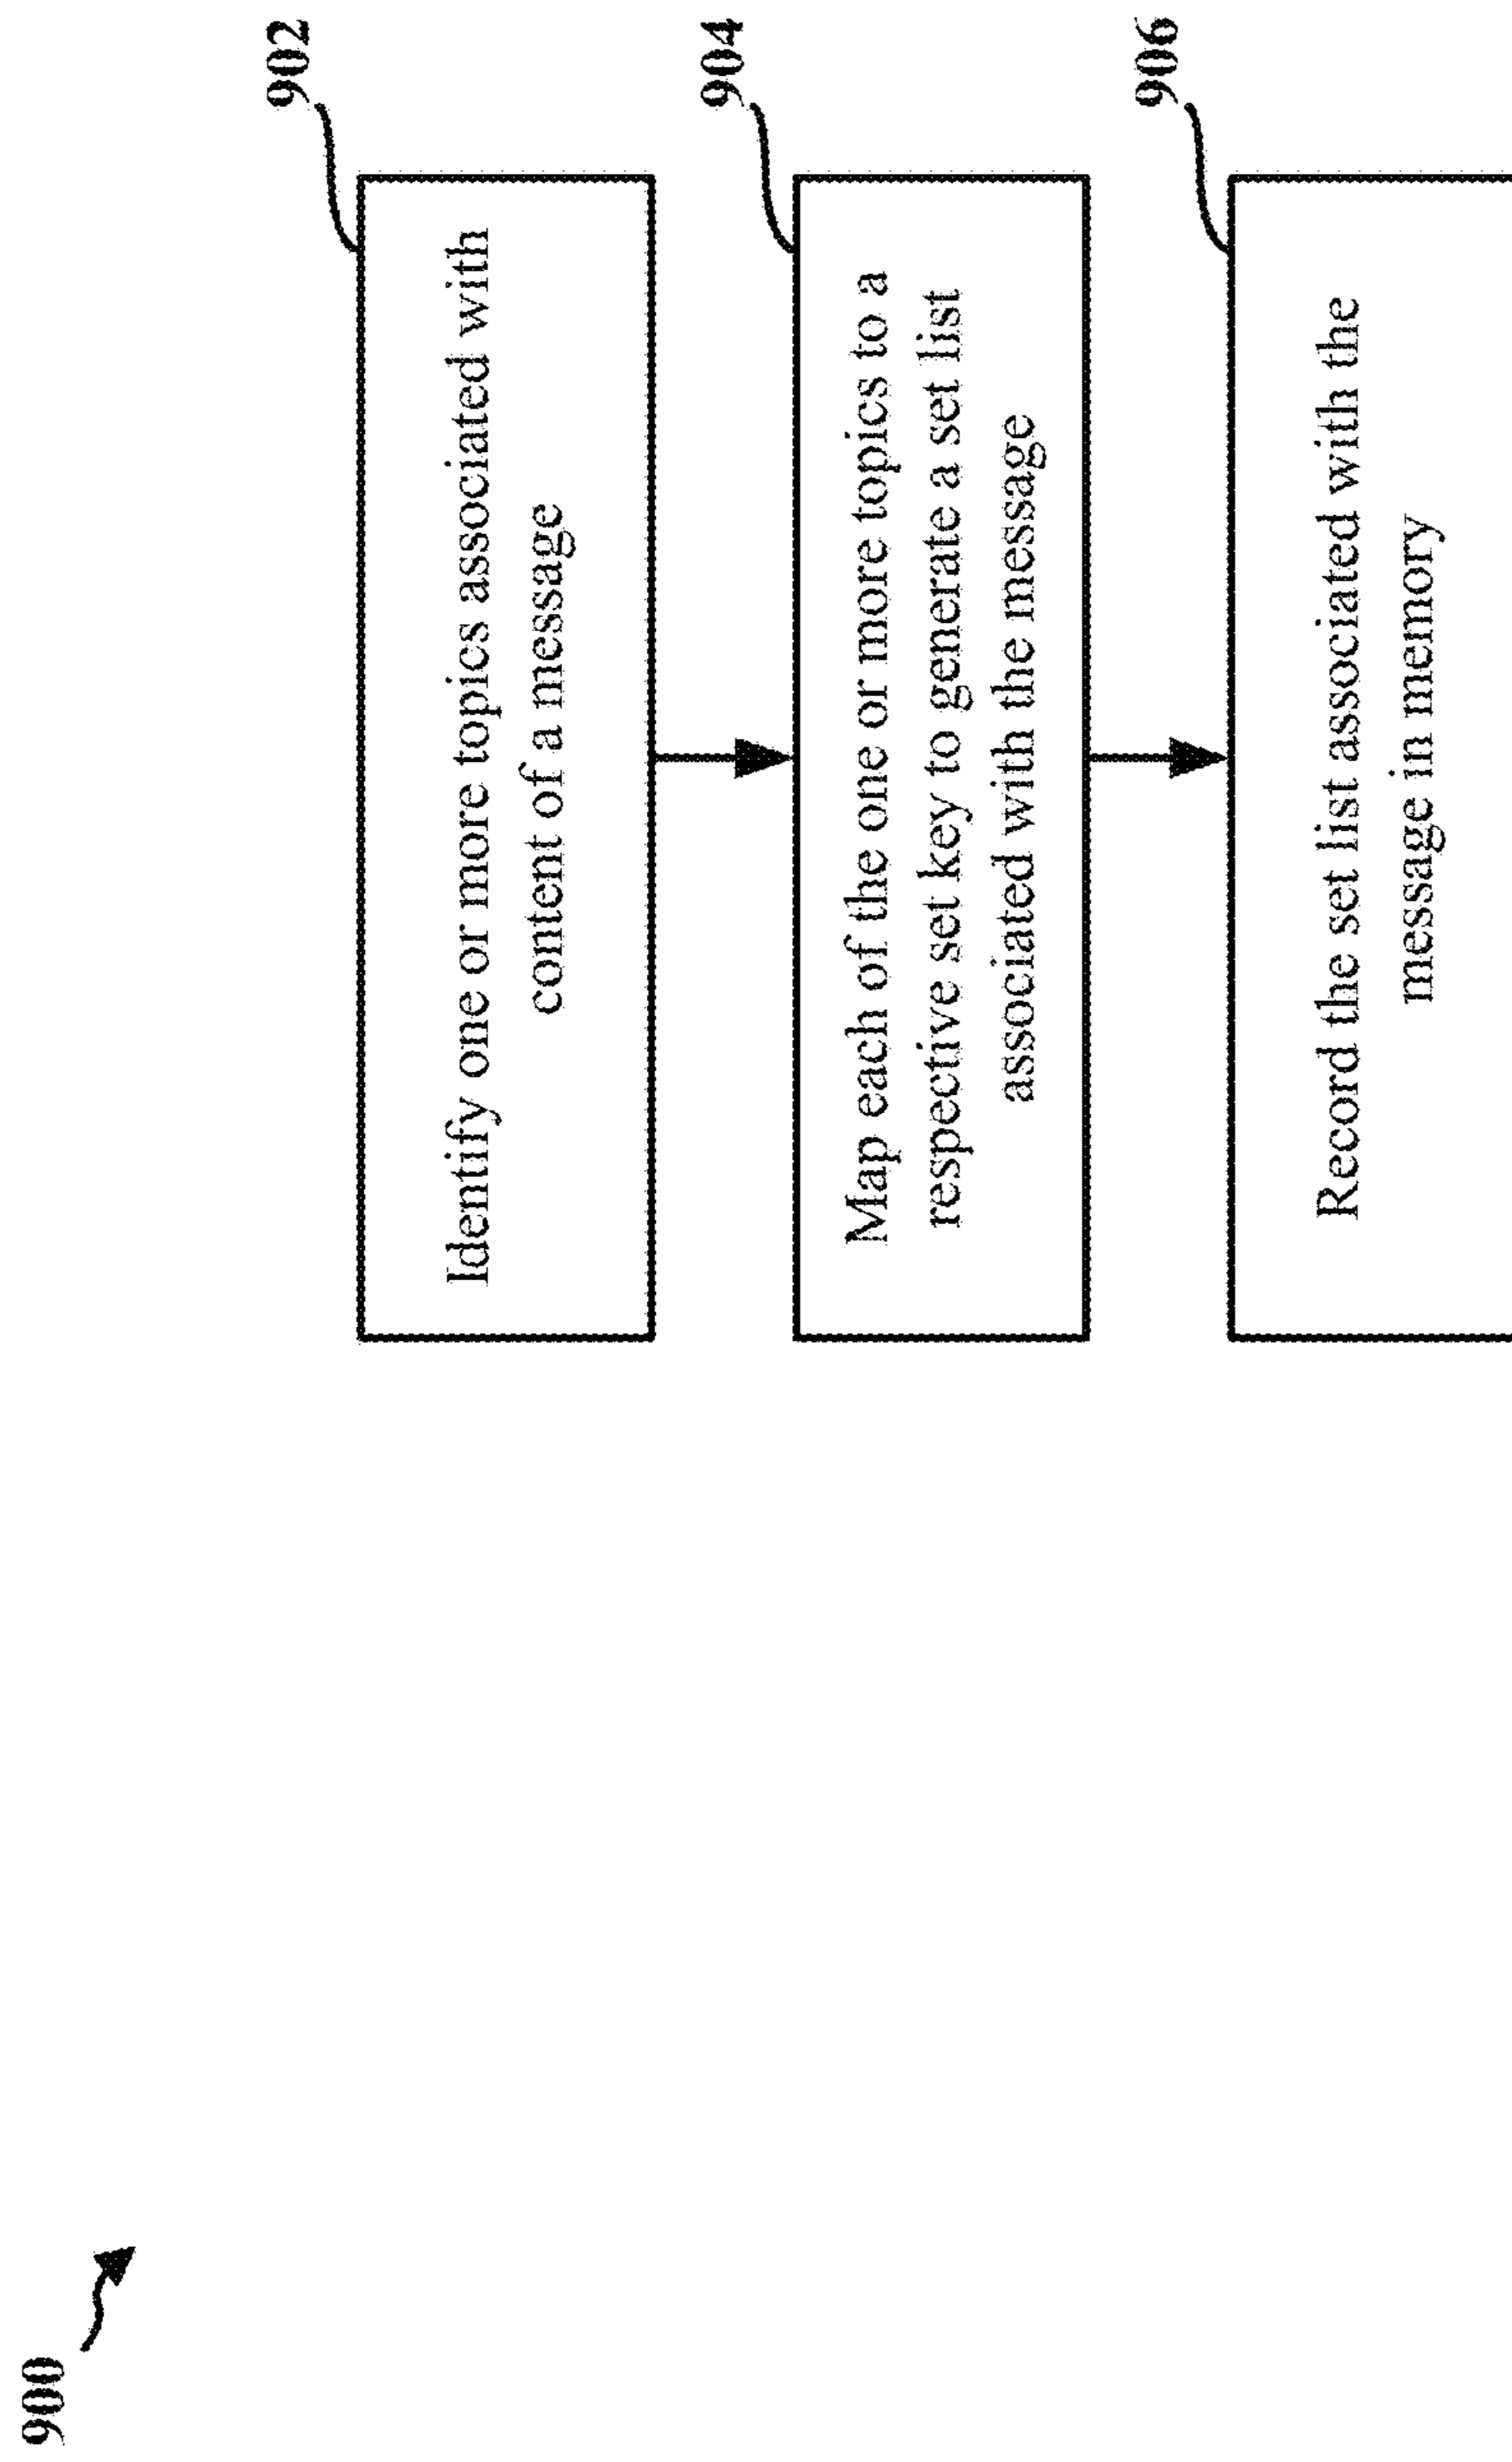 900
902
Identify one or more topics associated with
content of a message
904
Map each of the one or more topics to a
respective set key to generate a set list
associated with the message
906
Record the set list associated with the
message in memory